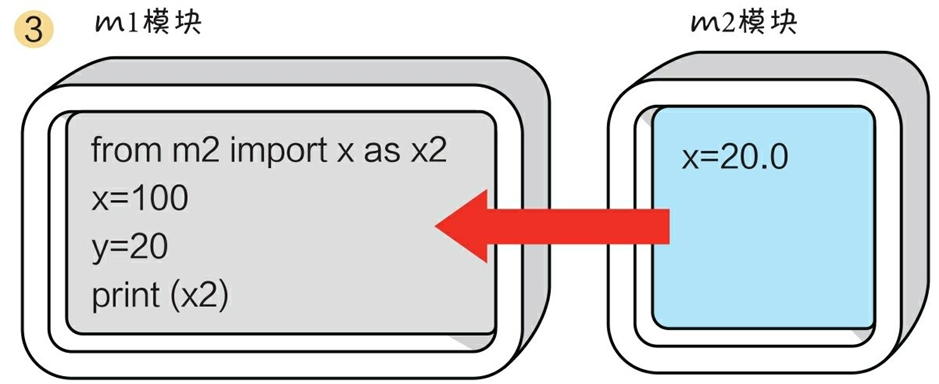 3
m1模块
m2模块
from m2 import x as x2
x=100
y=20
print (x2)
x=20.0